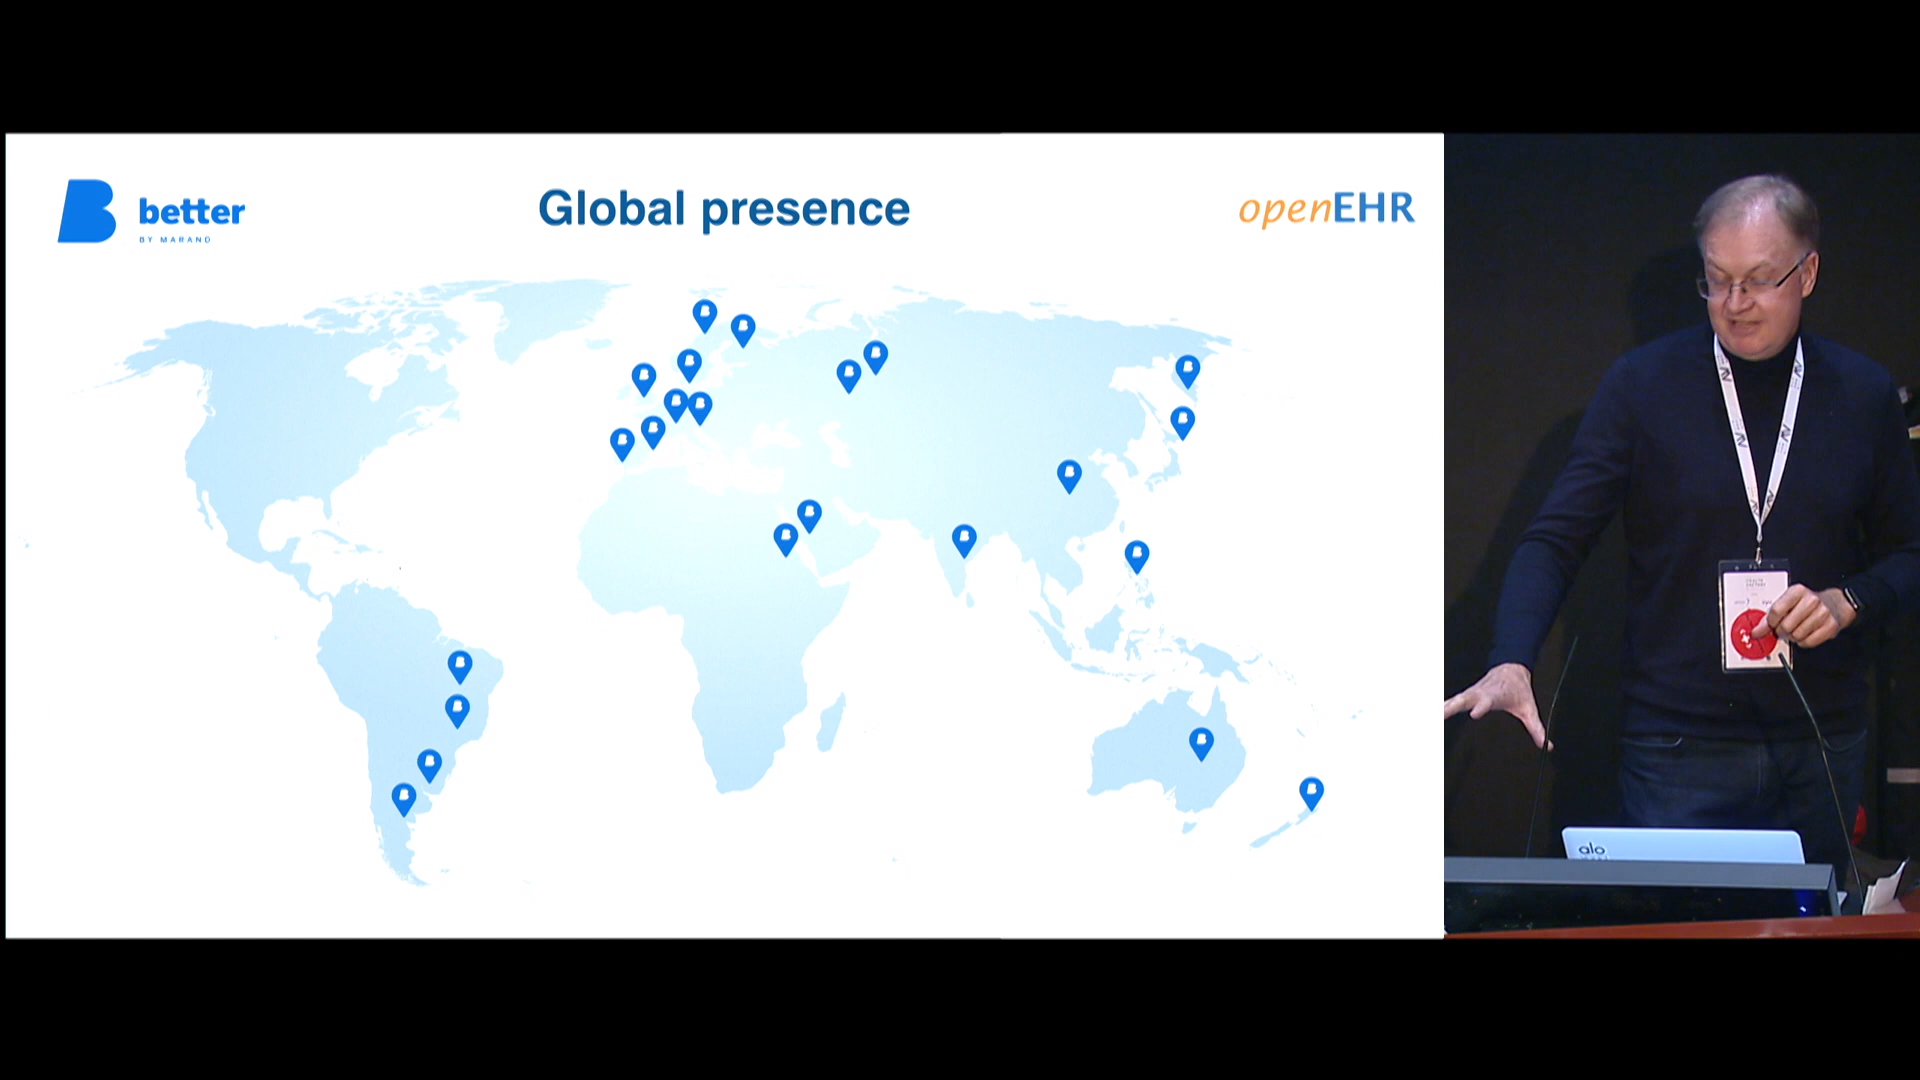 better
BY MARAND
Global presence
openEHR
alo